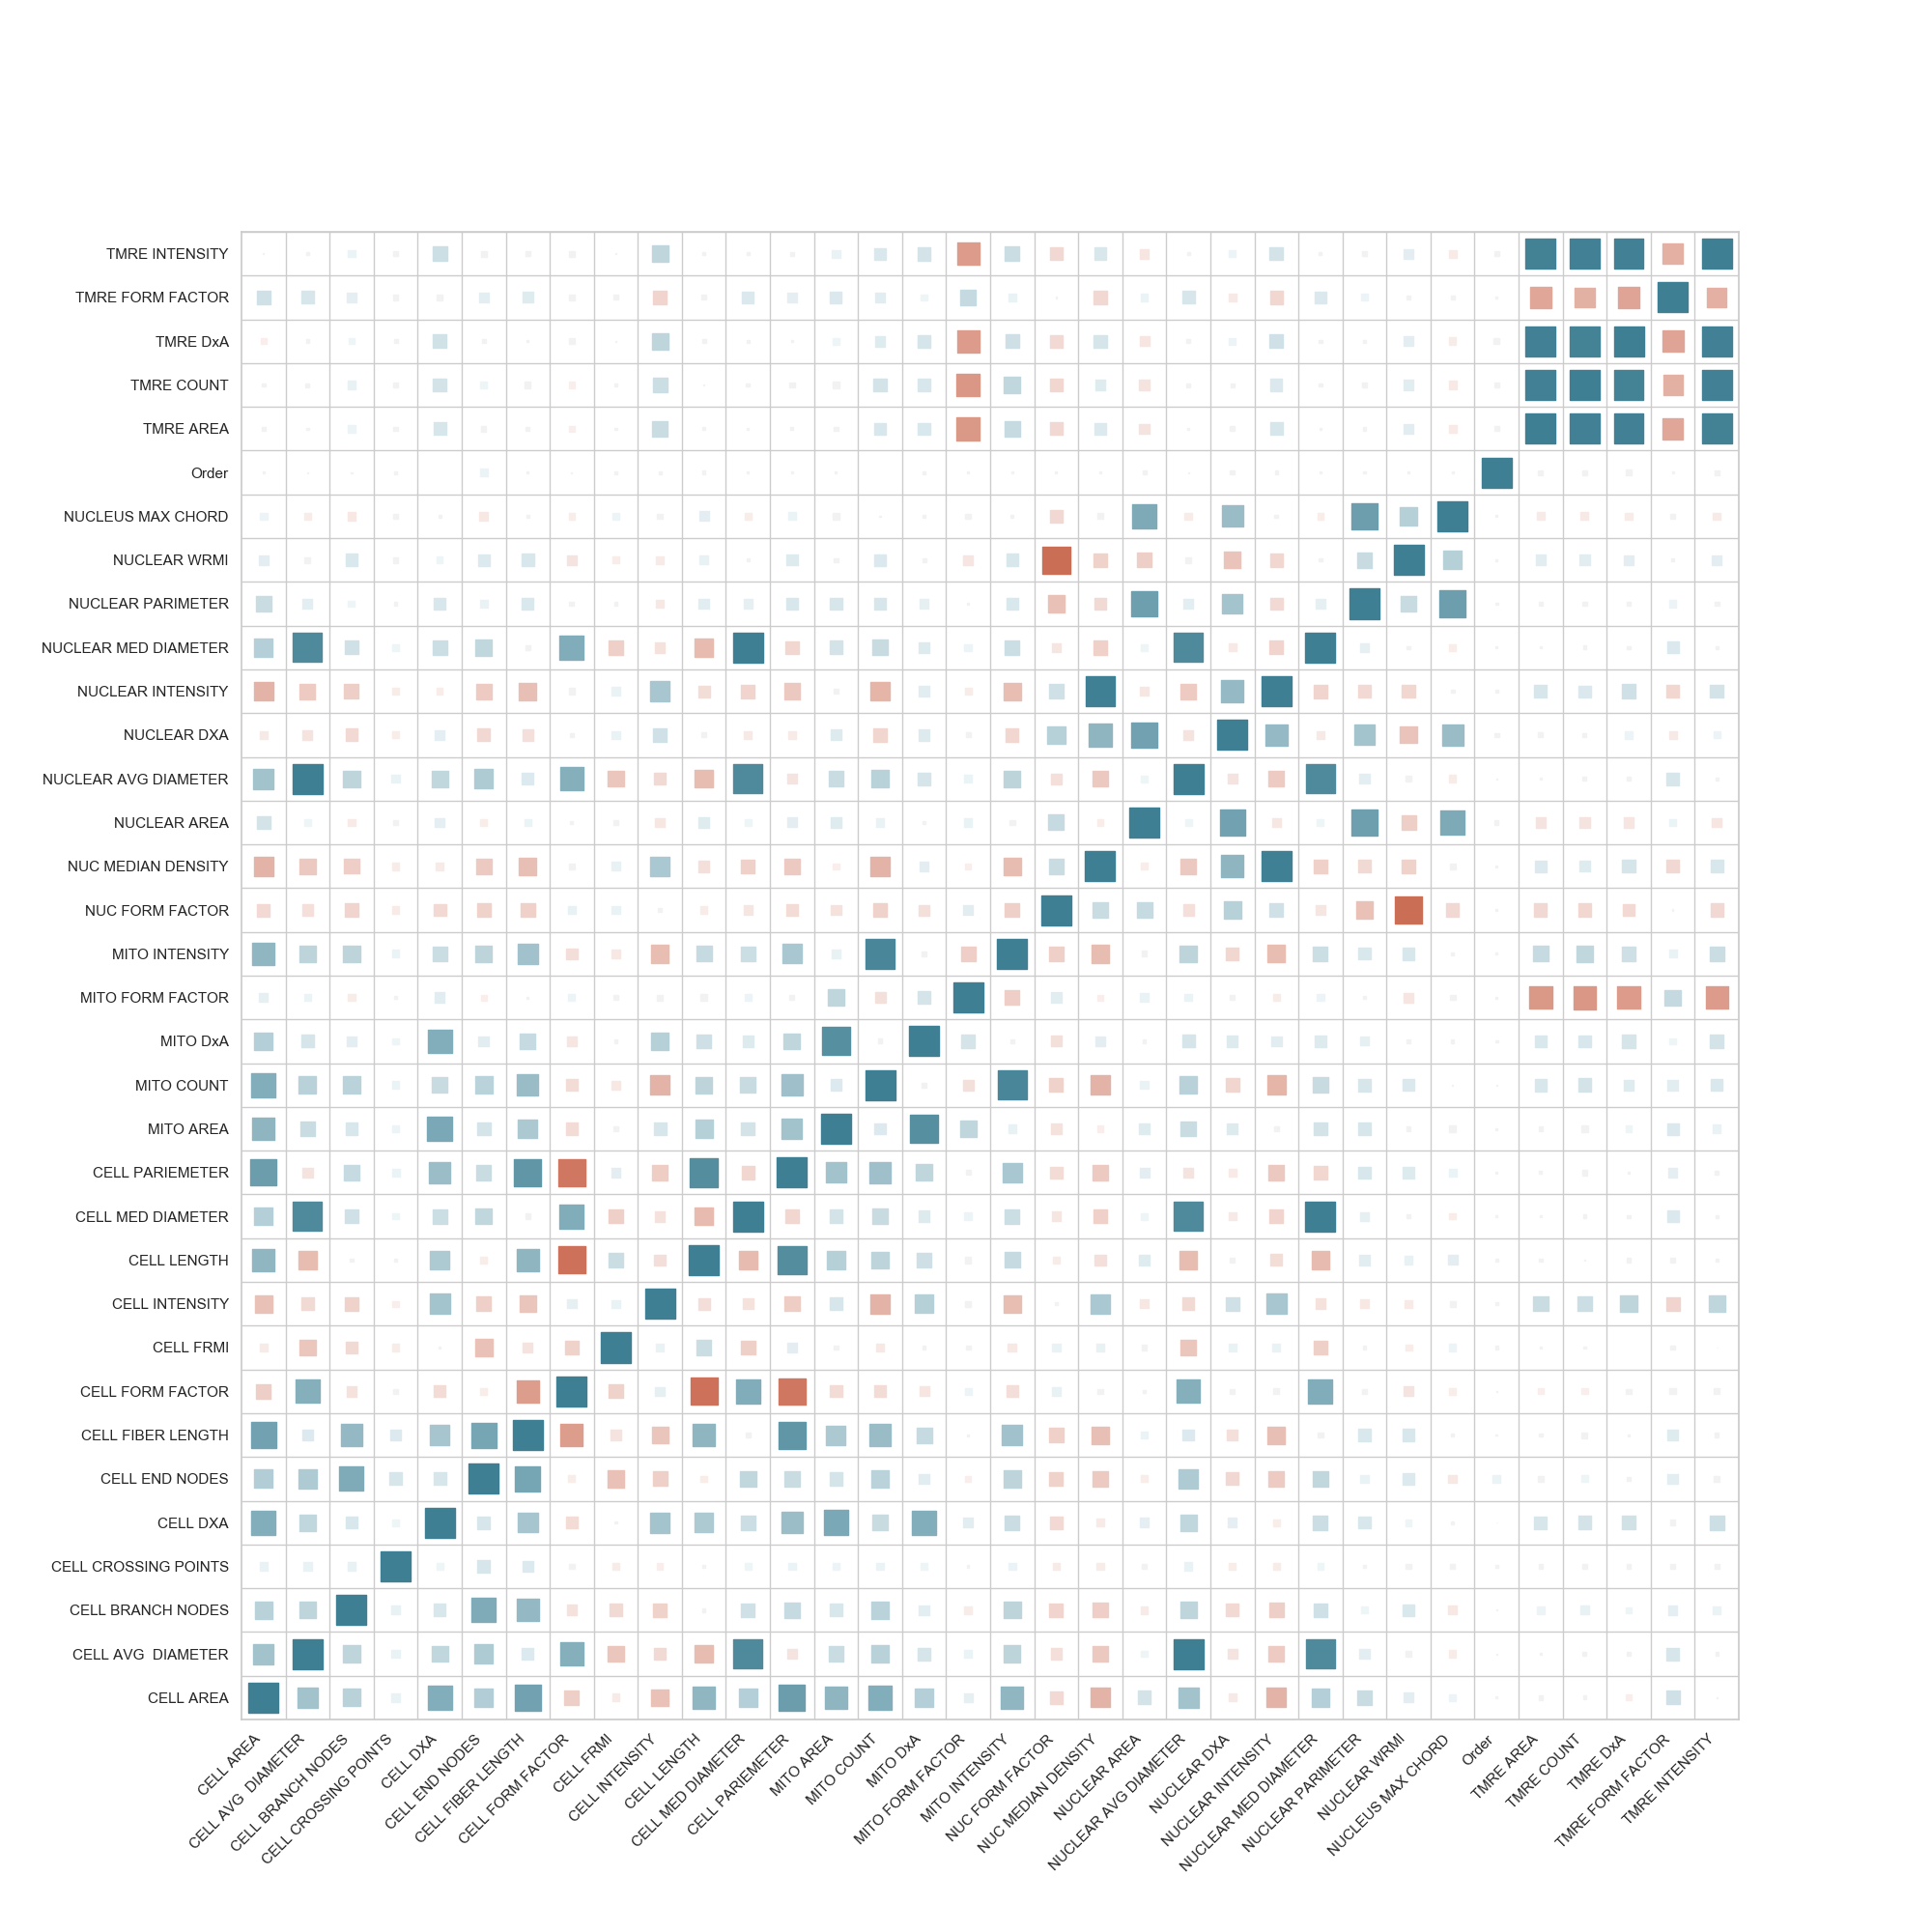 TMRE INTENSITY
TMRE FORM FACTOR
TMRE DxA
TMRE COUNT
TMRE AREA
Order
NUCLEUS MAX CHORD
NUCLEAR WRMI
NUCLEAR PARIMETER
NUCLEAR MED DIAMETER
NUCLEAR INTENSITY
NUCLEAR DXA
NUCLEAR AVG DIAMETER
NUCLEAR AREA
NUC MEDIAN DENSITY
NUC FORM FACTOR
MITO INTENSITY
MITO FORM FACTOR
MITO DxA
MITO COUNT
MITO AREA
CELL PARIEMETER
CELL MED DIAMETER
CELL LENGTH
CELL INTENSITY
CELL FRMI
CELL FORM FACTOR
CELL FIBER LENGTH
CELL END NODES
CELL DXA
CELL CROSSING POINTS
CELL BRANCH NODES
CELL AVG  DIAMETER
CELL AREA
CELL AREA
CELL AVG  DIAMETER
CELL BRANCH NODES
CELL CROSSING POINTS
CELL DXA
CELL END NODES
CELL FIBER LENGTH
CELL FORM FACTOR
CELL FRMI
CELL INTENSITY
CELL LENGTH
CELL MED DIAMETER
CELL PARIEMETER
MITO AREA
MITO COUNT
MITO DxA
MITO FORM FACTOR
MITO INTENSITY
NUC FORM FACTOR
NUC MEDIAN DENSITY
NUCLEAR AREA
NUCLEAR AVG DIAMETER
NUCLEAR DXA
NUCLEAR INTENSITY
NUCLEAR MED DIAMETER
NUCLEAR PARIMETER
NUCLEAR WRMI
NUCLEUS MAX CHORD
Order
TMRE AREA
TMRE COUNT
TMRE DxA
TMRE FORM FACTOR
TMRE INTENSITY